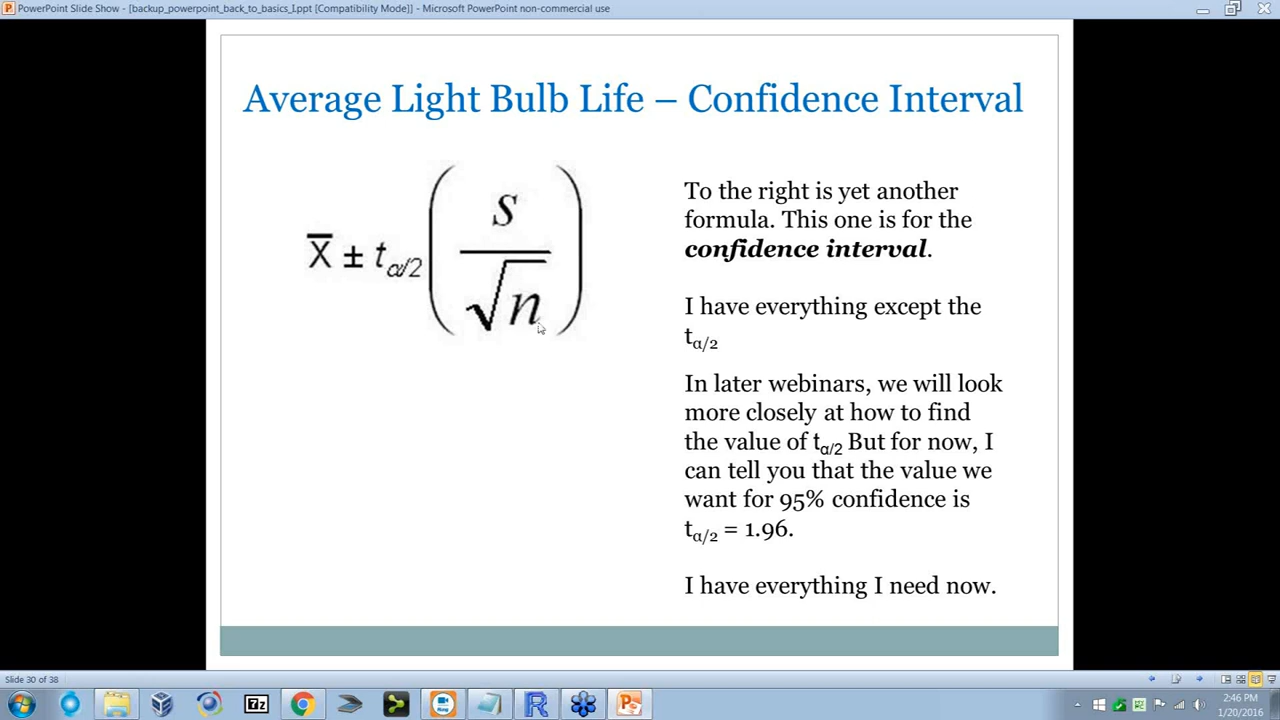 PowerPoint Slide Show - [backup_powerpoint_back_to_basics_I.ppt [Compatibility Mode]] - Microsoft PowerPoint non-commercial use
Average Light Bulb Life – Confidence Interval
X̅ ± tα/2 (s/√n)
To the right is yet another
formula. This one is for the
confidence interval.
I have everything except the
tα/2
In later webinars, we will look
more closely at how to find
the value of tα/2 But for now, I
can tell you that the value we
want for 95% confidence is
tα/2 = 1.96.
I have everything I need now.
Slide 30 of 38
7z
R
2:46 PM
1/20/2016